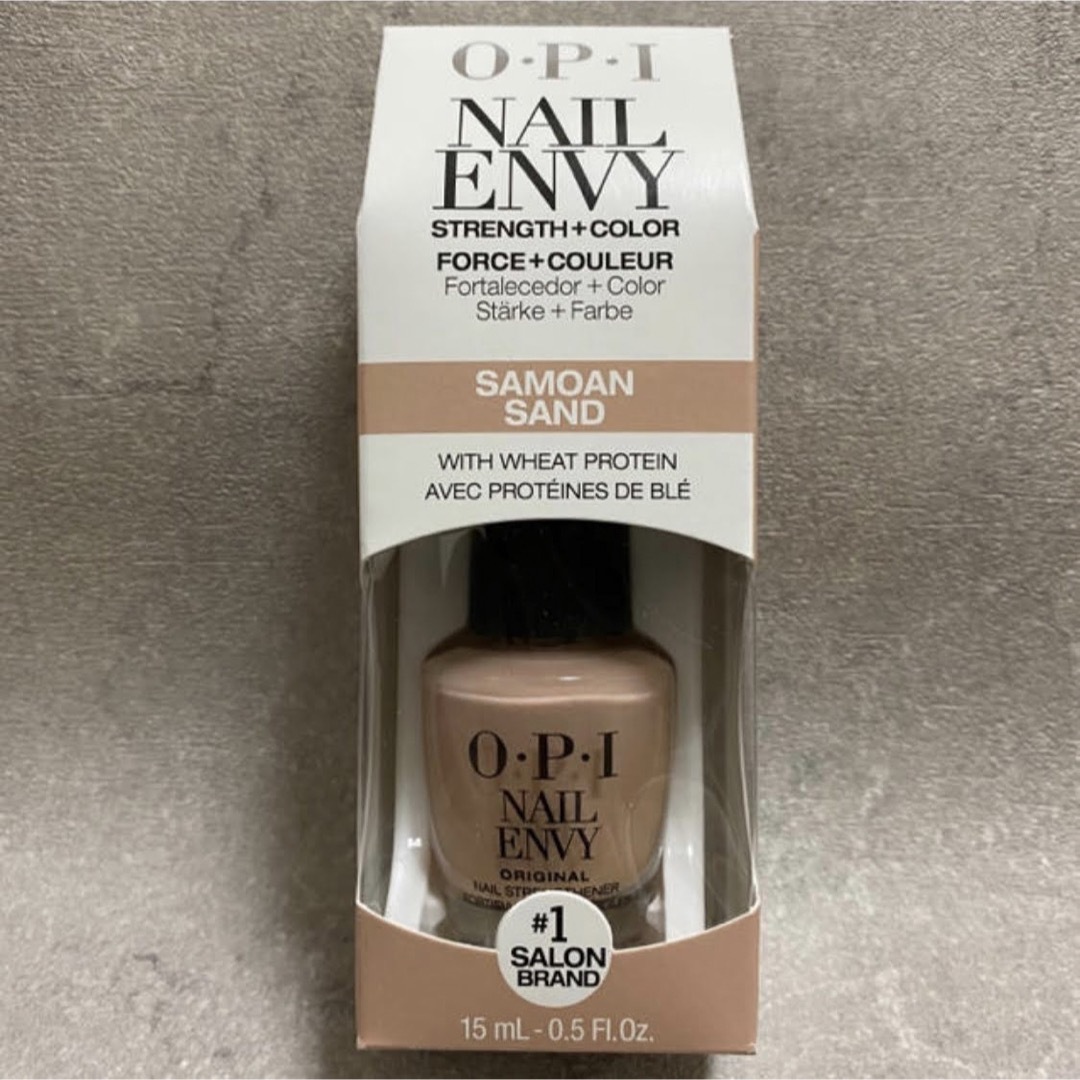 O·P·I
NAIL
ENVY
STRENGTH+COLOR
FORCE+COULEUR
Fortalecedor + Color
Stärke + Farbe
SAMOAN
SAND
WITH WHEAT PROTEIN
AVEC PROTÉINES DE BLÉ
O·P·I
NAIL
ENVY
ORIGINAL
NAIL
#1
SALON
BRAND
15 mL - 0.5 Fl.Oz.